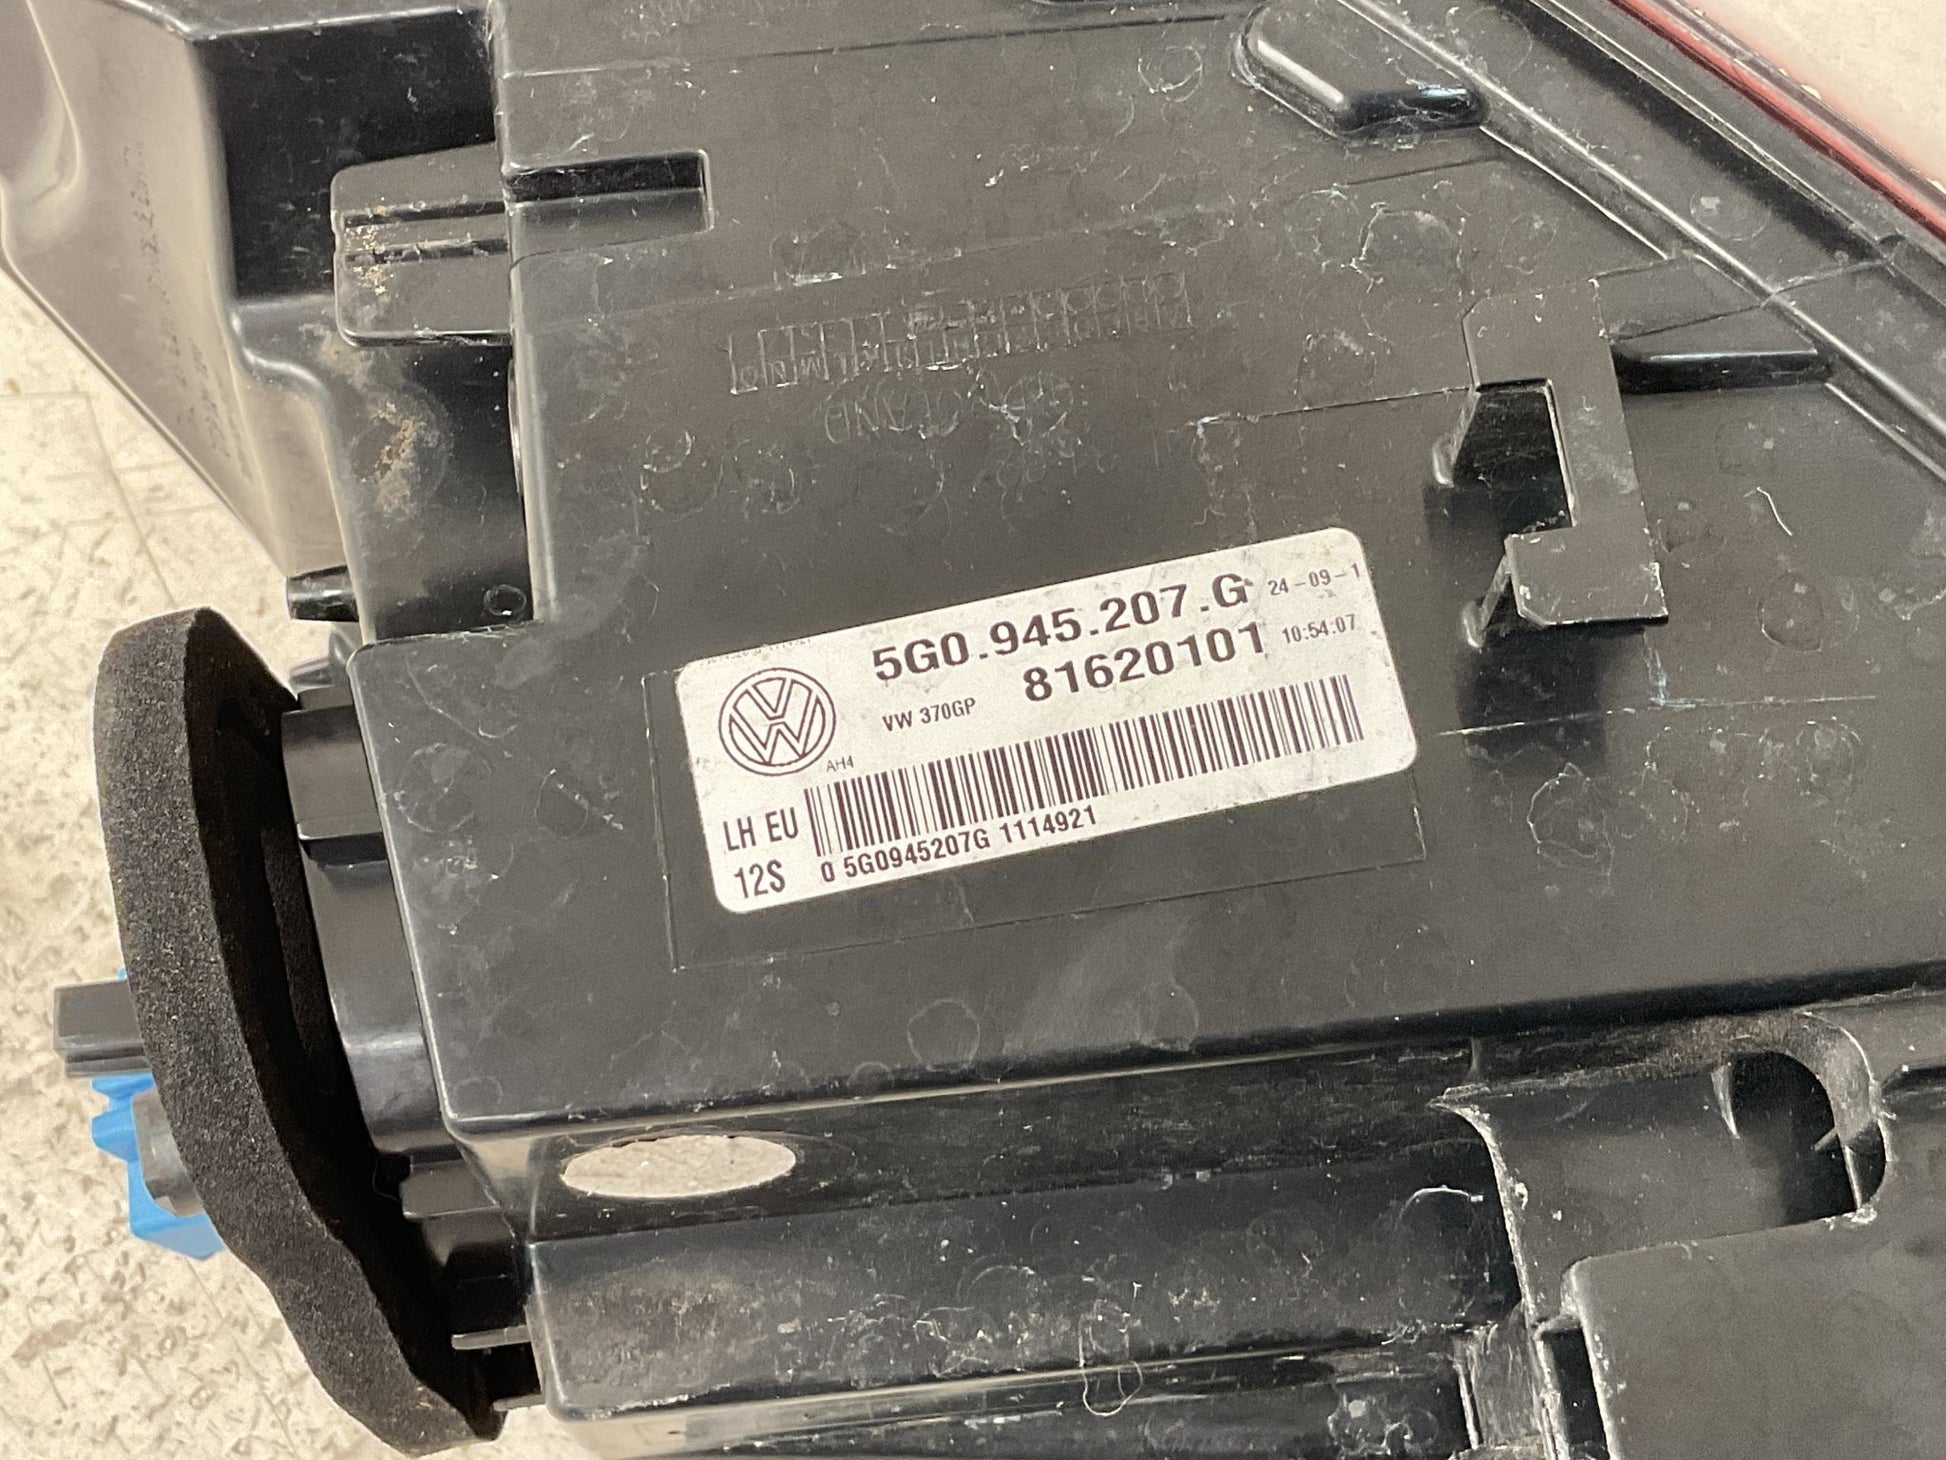 5G0.945.207.G 24-09-1
81620101 10:54:07
VW 370GP
AH4
LH EU
12S
0 5G0945207G 1114921